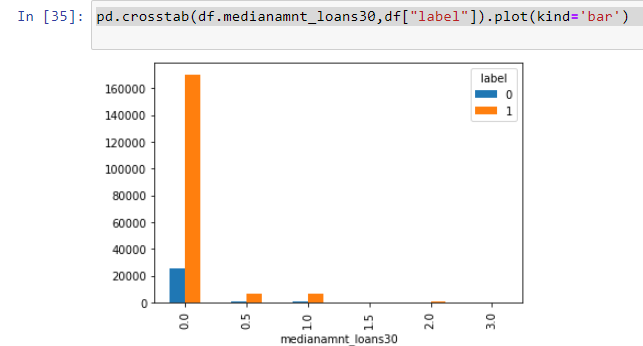 In [35]: pd.crosstab(df.medianamnt_loans30,df["label"]).plot(kind='bar')
label
0
1
160000
140000
120000
100000
80000
60000
40000
20000
0
0.0 0.5 1.0 1.5 2.0 3.0
medianamnt_loans30